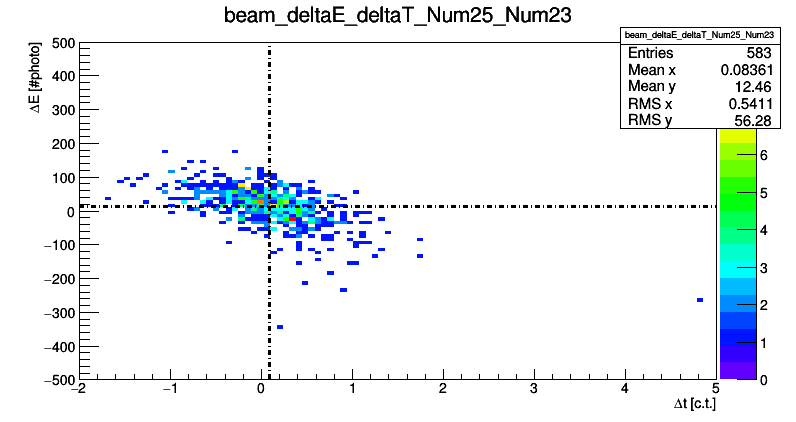 beam_deltaE_deltaT_Num25_Num23
beam_deltaE_deltaT_Num25_Num23
Entries 583
Mean x 0.08361
Mean y 12.46
RMS x 0.5411
RMS y 56.28
ΔE [#photo]
500
400
300
200
100
0
−100
−200
−300
−400
−500
−2 −1 0 1 2 3 4 5
Δt [c.t.]
6
5
4
3
2
1
0